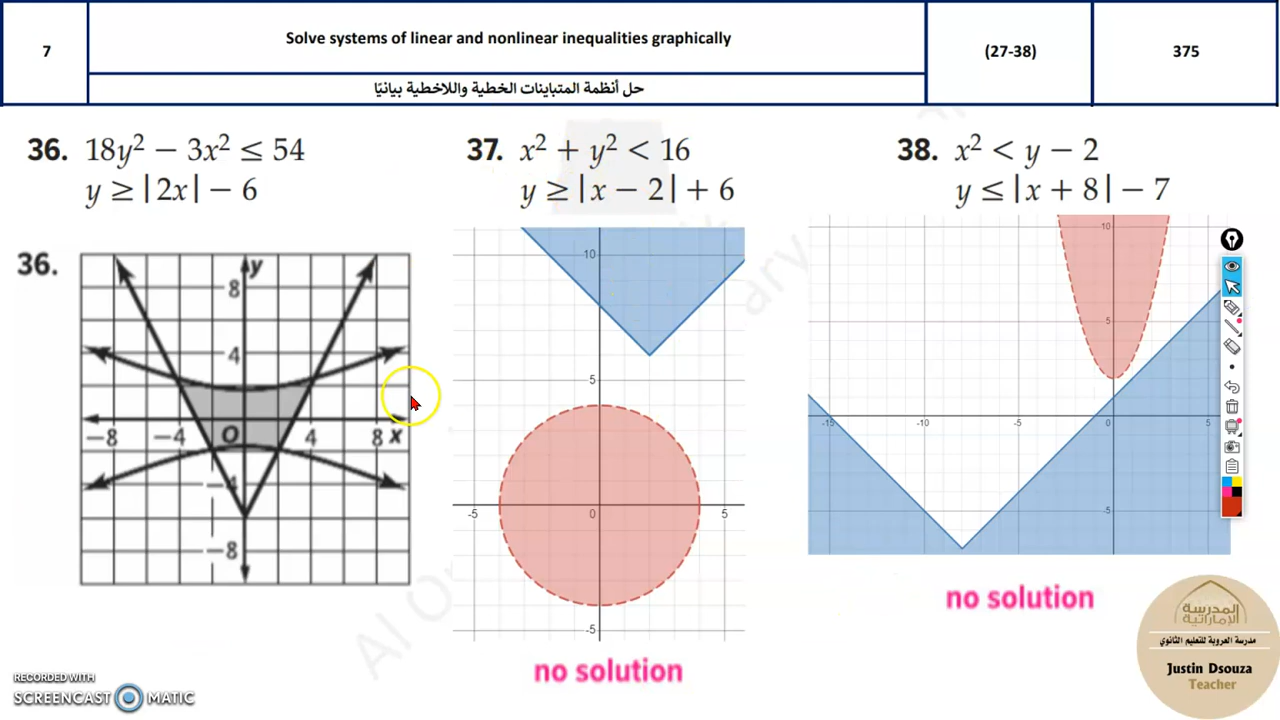 7
Solve systems of linear and nonlinear inequalities graphically
(27-38)
375
حل أنظمة المتباينات الخطية واللاخطية بيانيًا
36. 18y² − 3x² ≤ 54
y ≥ |2x| − 6
37. x² + y² < 16
y ≥ |x − 2| + 6
38. x² < y − 2
y ≤ |x + 8| − 7
36.
y
8
4
−8 −4 O 4 8 x
−4
−8
10
5
-5 0 5
-5
no solution
10
5
-15 -10 -5 0 5
-5
no solution
المدرسة
الإماراتية
مدرسة العروبة للتعليم الثانوي
Justin Dsouza
Teacher
RECORDED WITH
SCREENCAST MATIC